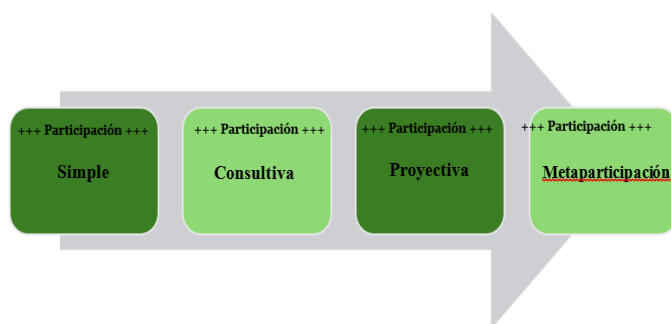 +++ Participación +++
Simple
+++ Participación +++
Consultiva
+++ Participación +++
Proyectiva
+++ Participación +++
Metaparticipación